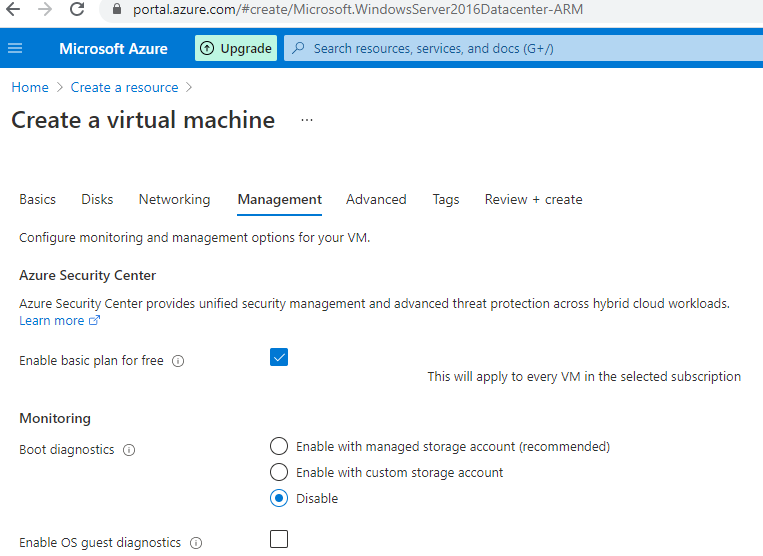 portal.azure.com/#create/Microsoft.WindowsServer2016Datacenter-ARM
Microsoft Azure Upgrade Search resources, services, and docs (G+/)
Home > Create a resource >
Create a virtual machine ...
Basics Disks Networking Management Advanced Tags Review + create
Configure monitoring and management options for your VM.
Azure Security Center
Azure Security Center provides unified security management and advanced threat protection across hybrid cloud workloads.
Learn more
Enable basic plan for free
This will apply to every VM in the selected subscription
Monitoring
Boot diagnostics
Enable with managed storage account (recommended)
Enable with custom storage account
Disable
Enable OS guest diagnostics